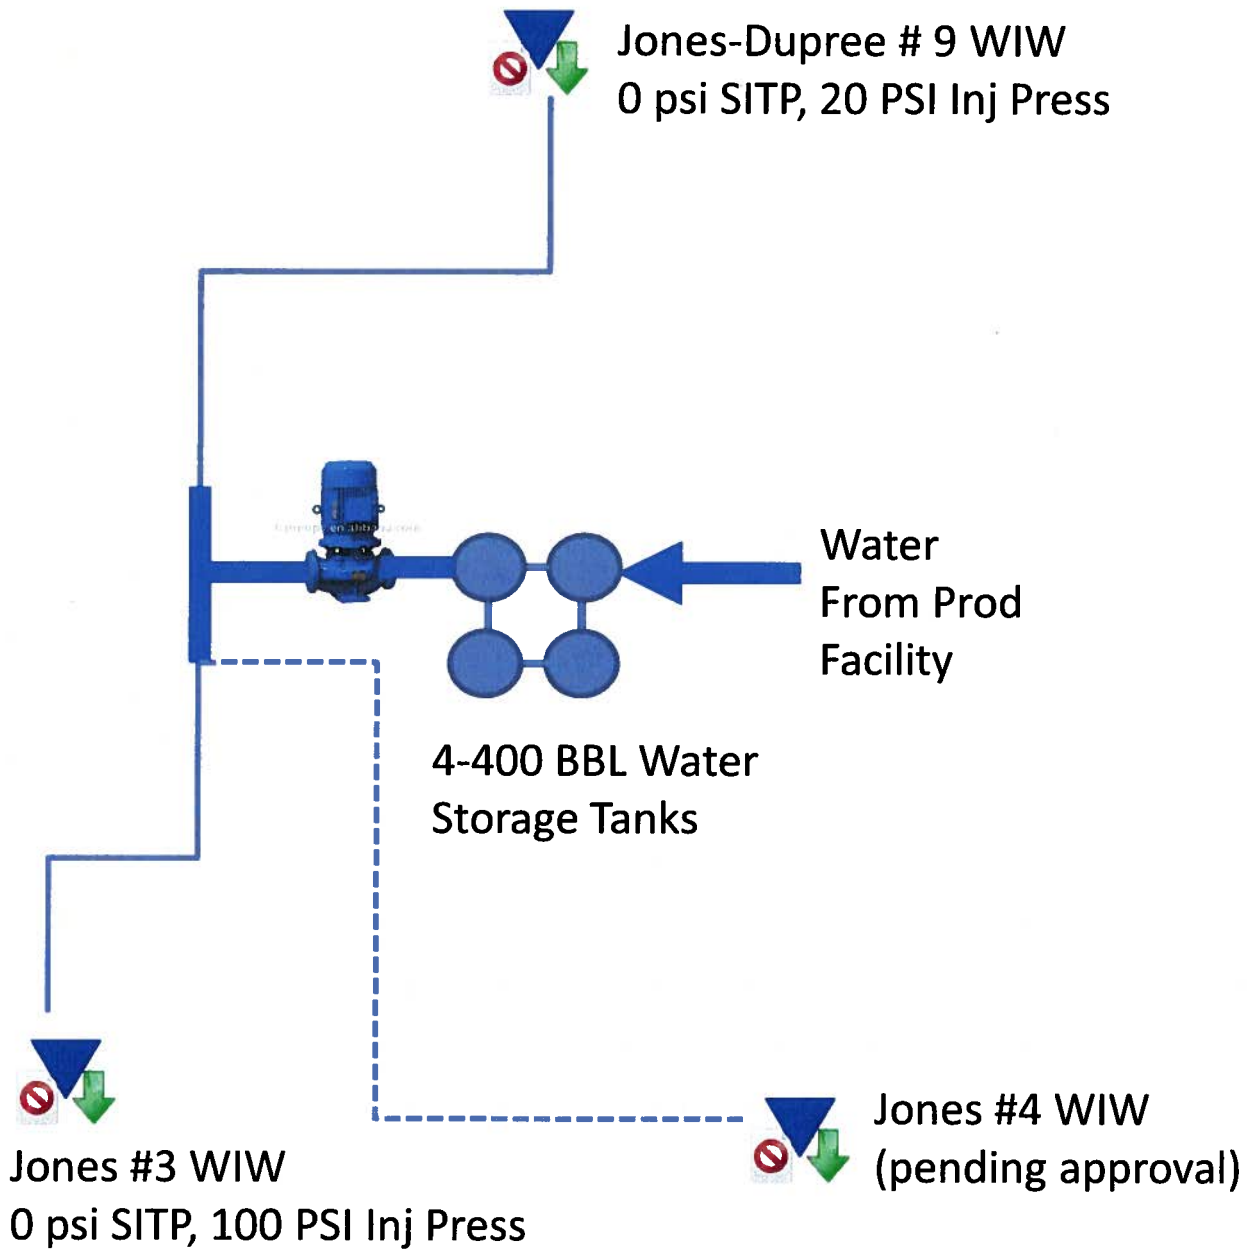 Jones-Dupree # 9 WIW
0 psi SITP, 20 PSI Inj Press
Water
From Prod
Facility
4-400 BBL Water
Storage Tanks
Jones #4 WIW
(pending approval)
Jones #3 WIW
0 psi SITP, 100 PSI Inj Press